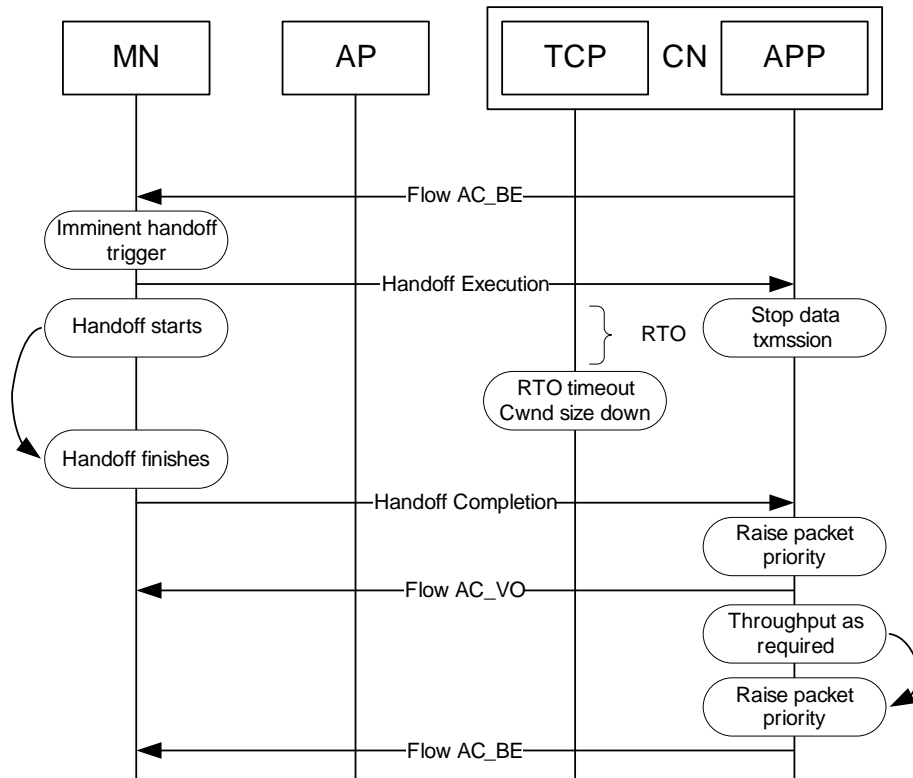 MN
AP
TCP
CN
APP
Flow AC_BE
Imminent handoff
trigger
Handoff Execution
Handoff starts
RTO
Stop data
txmssion
RTO timeout
Cwnd size down
Handoff finishes
Handoff Completion
Raise packet
priority
Flow AC_VO
Throughput as
required
Raise packet
priority
Flow AC_BE